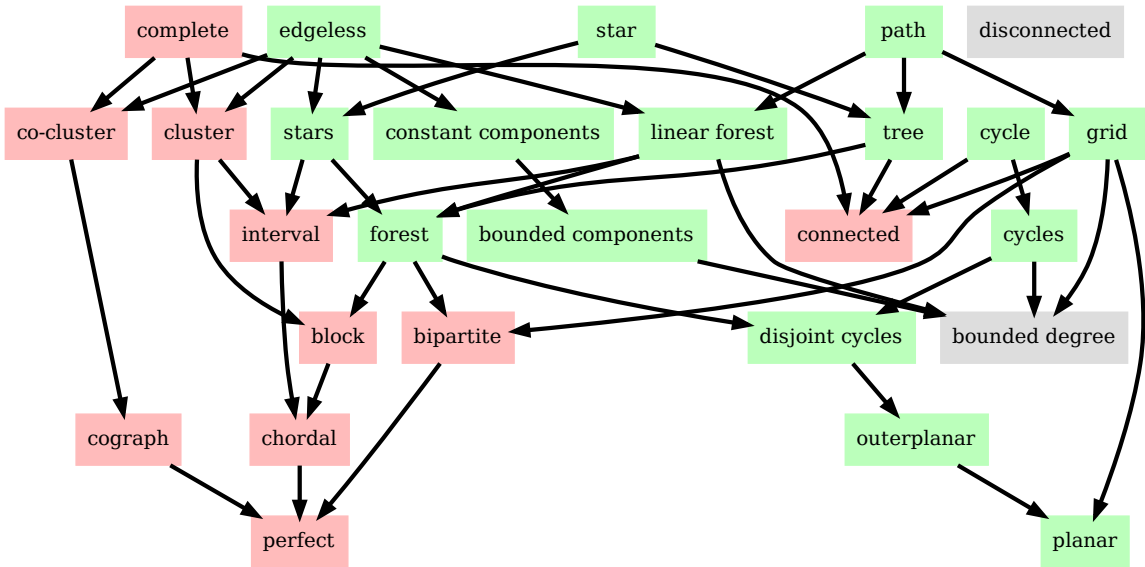 complete
edgeless
star
path
disconnected
co-cluster
cluster
stars
constant components
linear forest
tree
cycle
grid
interval
forest
bounded components
connected
cycles
block
bipartite
disjoint cycles
bounded degree
cograph
chordal
outerplanar
perfect
planar